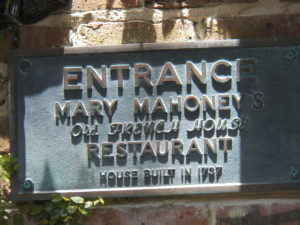 ENTRANCE
MARY MAHONEY'S
Old French House
RESTAURANT
HOUSE BUILT IN 1737